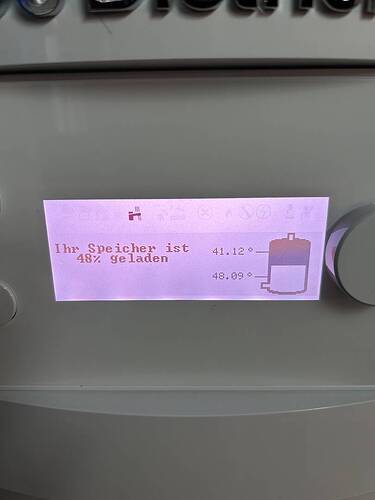 Ihr Speicher ist
48% geladen
41.12°
48.09°